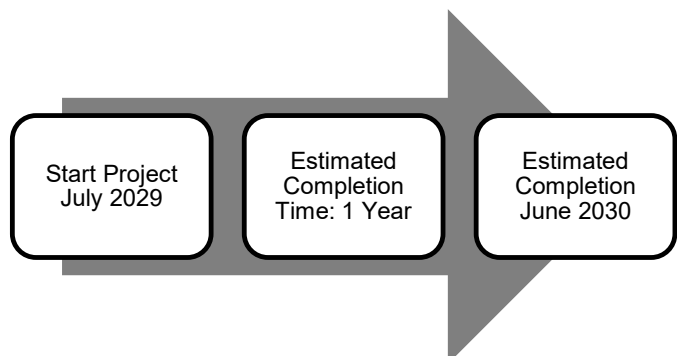 Start Project
July 2029
Estimated
Completion
Time: 1 Year
Estimated
Completion
June 2030